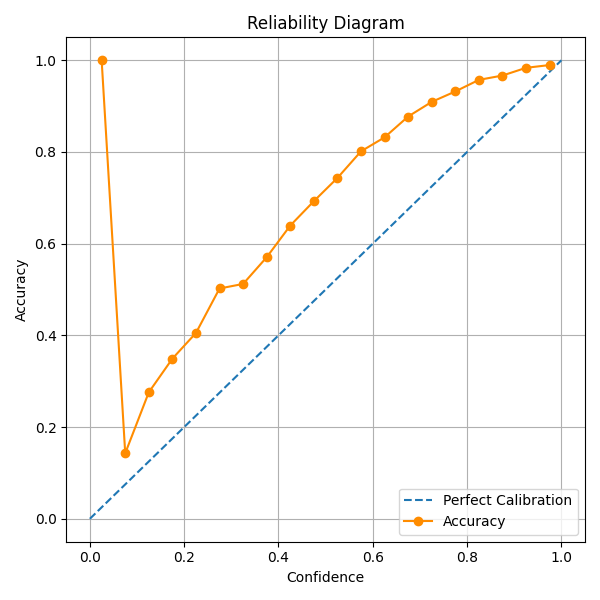 Reliability Diagram
1.0
0.8
0.6
0.4
0.2
0.0
Accuracy
0.0 0.2 0.4 0.6 0.8 1.0
Confidence
Perfect Calibration
Accuracy